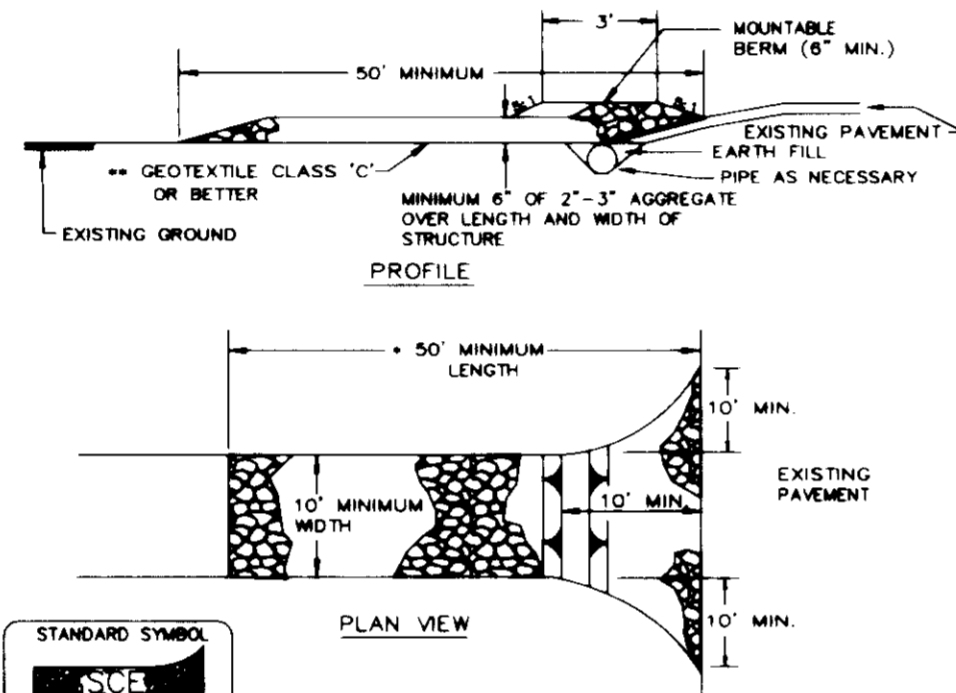 3'
MOUNTABLE
BERM (6" MIN.)
50' MINIMUM
EXISTING PAVEMENT
EARTH FILL
PIPE AS NECESSARY
** GEOTEXTILE CLASS 'C'
OR BETTER
MINIMUM 6" OF 2"-3" AGGREGATE
OVER LENGTH AND WIDTH OF
STRUCTURE
EXISTING GROUND
PROFILE
* 50' MINIMUM
LENGTH
10' MIN.
EXISTING
PAVEMENT
10' MINIMUM
WIDTH
10' MIN.
10' MIN.
PLAN VIEW
STANDARD SYMBOL
SCE